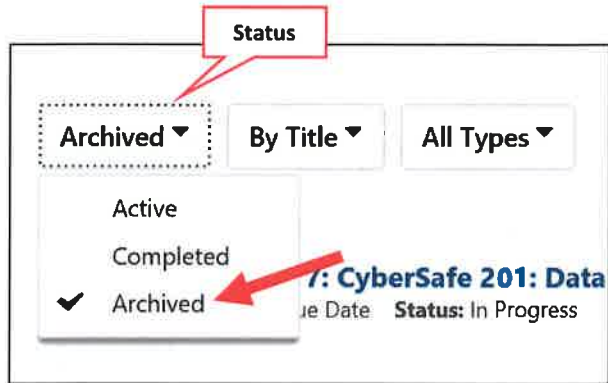 Status
Archived By Title All Types
Active
Completed
7: CyberSafe 201: Data
Archived
ue Date Status: In Progress